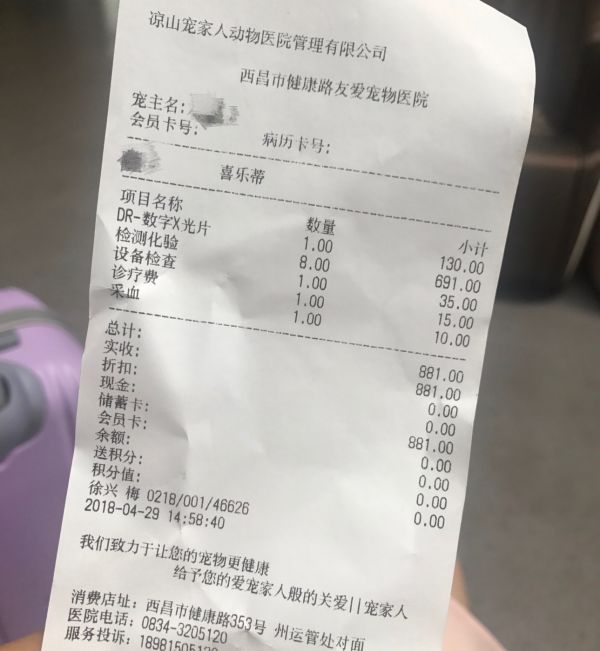 凉山宠家人动物医院管理有限公司
西昌市健康路友爱宠物医院
宠主名:
会员卡号: 病历卡号:
喜乐蒂
项目名称 数量 小计
DR-数字X光片 1.00 130.00
检测化验 8.00 691.00
设备检查 1.00 35.00
诊疗费 1.00 15.00
采血 1.00 10.00
总计: 881.00
实收: 881.00
折扣: 0.00
现金: 0.00
储蓄卡: 881.00
会员卡: 0.00
余额: 0.00
送积分: 0.00
积分值: 0.00
徐兴 梅 0218/001/46626
2018-04-29 14:58:40
我们致力于让您的宠物更健康
给予您的爱宠家人般的关爱||宠家人
消费店址: 西昌市健康路353号 州运管处对面
医院电话: 0834-3205120
服务投诉: